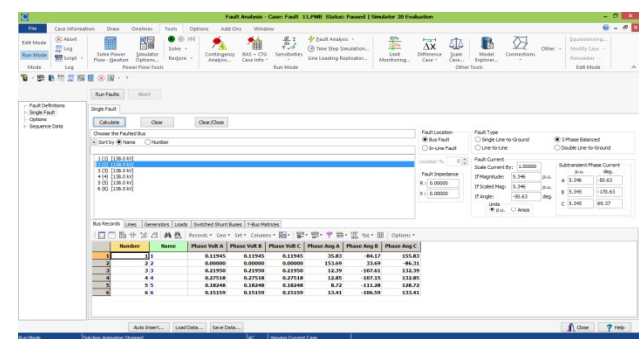 Fault Analysis - Case: Fault 11.PWB Status: Paused | Simulator 20 Evaluation
File Case Information Draw Onelines Tools Options Add Ons Window
Edit Mode Abort Log Script
Run Mode
Solve Power Flow - Newton Simulator Options... Solve Restore Contingency Analysis... RAS + CTG Case Info Sensitivities Fault Analysis Time Step Simulation... Line Loading Replicator... Limit Monitoring... Difference Case Scale Case... Model Explorer... Connections Other Equivalencing... Modify Case Renumber
Mode Log Power Flow Tools Run Mode Other Tools Edit Mode
Run Faults Abort
Fault Definitions
Single Fault
Options
Sequence Data
Single Fault
Calculate Clear Clear/Close
Choose the Faulted Bus
Sort by Name Number
1 (1) [138.0 kV]
2 (2) [138.0 kV]
3 (3) [138.0 kV]
4 (4) [138.0 kV]
5 (5) [138.0 kV]
6 (6) [138.0 kV]
Fault Location
Bus Fault
In-Line Fault
Location % 0
Fault Impedance
R : 0.00000
X : 0.00000
Fault Type
Single Line-to-Ground 3 Phase Balanced
Line-to-Line Double Line-to-Ground
Fault Current
Scale Current By: 1.00000
If Magnitude: 5.346 p.u.
If Scaled Mag: 5.346 p.u.
If Angle: -50.63 deg.
Units
p.u. Amps
Subtransient Phase Current
p.u. deg.
A 5.346 -50.63
B 5.345 -170.63
C 5.345 69.37
Bus Records Lines Generators Loads Switched Shunt Buses Y-Bus Matrices
Records Geo Set Columns Options
Number Name Phase Volt A Phase Volt B Phase Volt C Phase Ang A Phase Ang B Phase Ang C
1 1 1 0.11945 0.11945 0.11945 35.83 -84.17 155.83
2 2 2 0.00000 0.00000 0.00000 153.69 33.69 -86.31
3 3 3 0.21950 0.21950 0.21950 12.39 -107.61 132.39
4 4 4 0.27518 0.27518 0.27518 12.85 -107.15 132.85
5 5 5 0.18248 0.18248 0.18248 8.72 -111.28 128.72
6 6 6 0.15159 0.15159 0.15159 13.41 -106.59 133.41
Auto Insert... Load Data... Save Data... Close Help
Run Mode Solution Animation Stopped AC Viewing Current Case